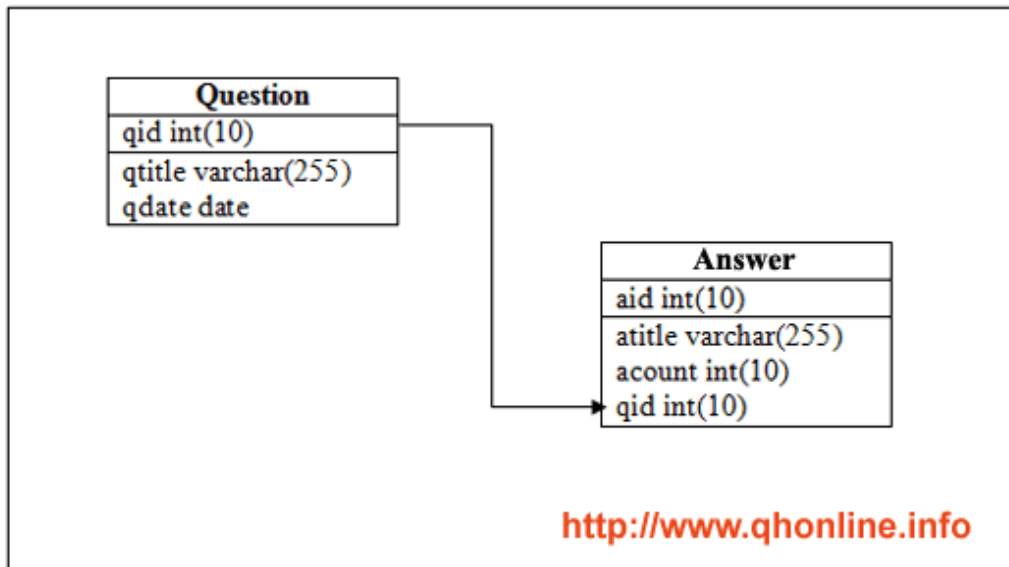 Question
qid int(10)
qtitle varchar(255)
qdate date
Answer
aid int(10)
atitle varchar(255)
acount int(10)
qid int(10)
http://www.qhonline.info